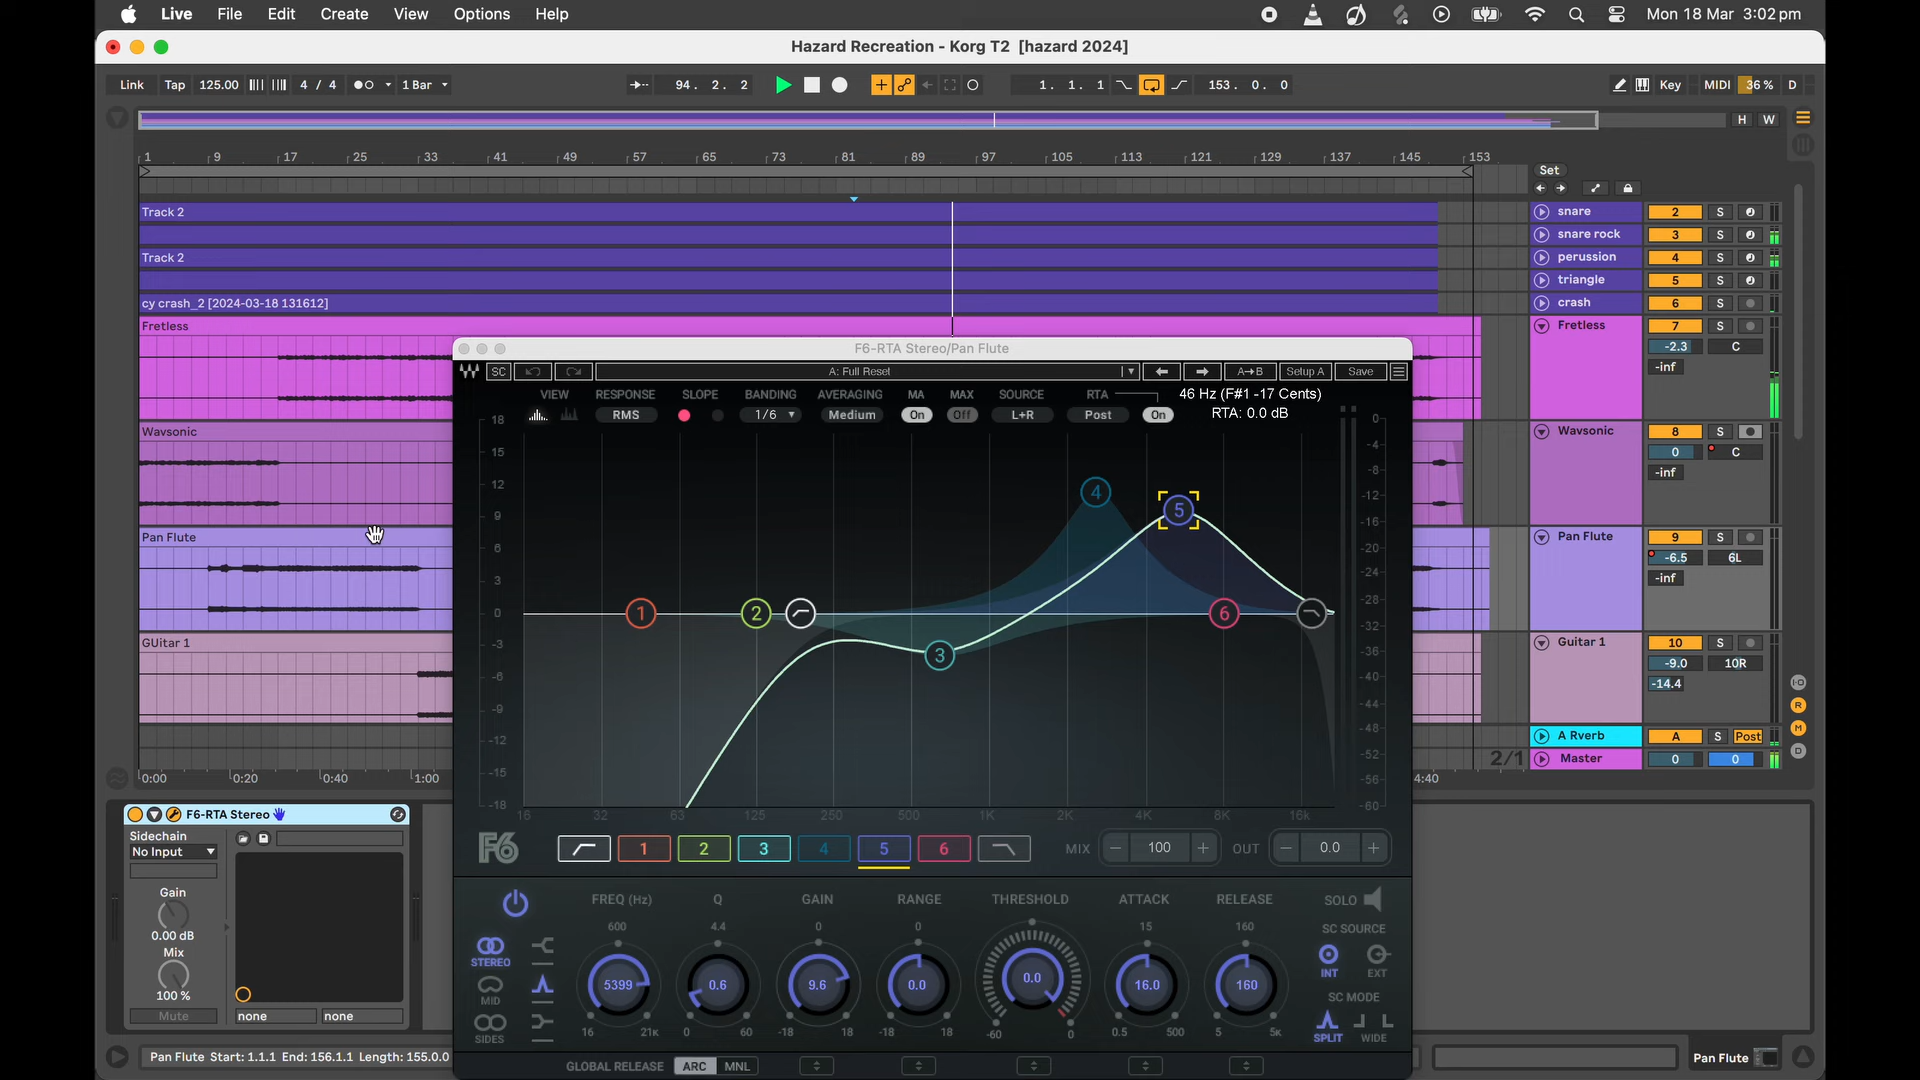 Live File Edit Create View Options Help Mon 18 Mar 3:02 pm
Hazard Recreation - Korg T2 [hazard 2024]
Link Tap 125.00 4 / 4 1 Bar 94. 2. 2 1. 1. 1 153. 0. 0 Key MIDI 36 % D
H W
1 9 17 25 33 41 49 57 65 73 81 89 97 105 113 121 129 137 145 153
Set
Track 2 snare 2 S
snare rock 3 S
Track 2 perussion 4 S
triangle 5 S
cy crash_2 [2024-03-18 131612] crash 6 S
Fretless Fretless 7 S
-2.3 C
-inf
Wavsonic Wavsonic 8 S
0 C
-inf
Pan Flute Pan Flute 9 S
-6.5 6L
-inf
GUitar 1 Guitar 1 10 S
-9.0 10R
-14.4
A Rverb A S Post
2/1 Master 0 0
I·O
R
M
D
0:00 0:20 0:40 1:00 4:40
F6-RTA Stereo/Pan Flute
SC A: Full Reset A→B Setup A Save
VIEW RESPONSE SLOPE BANDING AVERAGING MA MAX SOURCE RTA 46 Hz (F#1 -17 Cents)
RMS 1/6 Medium On Off L+R Post On RTA: 0.0 dB
18 15 12 9 6 3 0 -3 -6 -9 -12 -15 -18
0 -4 -8 -12 -16 -20 -24 -28 -32 -36 -40 -44 -48 -52 -56 -60
4 5
1 2 6
3
16 32 63 125 250 500 1K 2K 4K 8K 16k
F6 1 2 3 4 5 6 MIX 100 OUT 0.0
FREQ (Hz) Q GAIN RANGE THRESHOLD ATTACK RELEASE SOLO
600 4.4 0 0 15 160 SC SOURCE
STEREO INT EXT
5399 0.6 9.6 0.0 0.0 16.0 160
MID SC MODE
16 21K 0 60 -18 18 -18 18 -60 0 0.5 500 5 5K
SIDES SPLIT WIDE
GLOBAL RELEASE ARC MNL
F6-RTA Stereo
Sidechain
No Input
Gain
0.00 dB
Mix
100 %
Mute none none
Pan Flute Start: 1.1.1 End: 156.1.1 Length: 155.0.0 Pan Flute